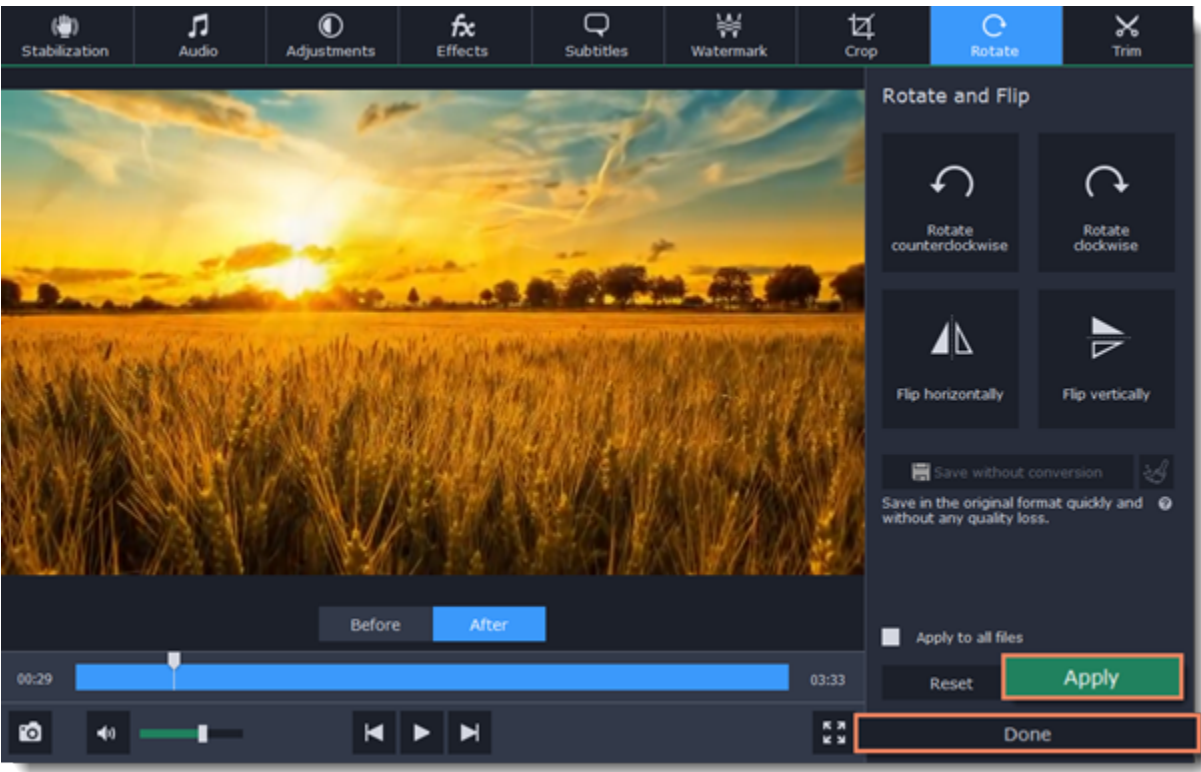 Stabilization
Audio
Adjustments
fx
Effects
Subtitles
Watermark
Crop
Rotate
Trim
Rotate and Flip
Rotate
counterclockwise
Rotate
clockwise
Flip horizontally
Flip vertically
Save without conversion
Save in the original format quickly and
without any quality loss.
Before
After
Apply to all files
00:29
03:33
Reset
Apply
Done